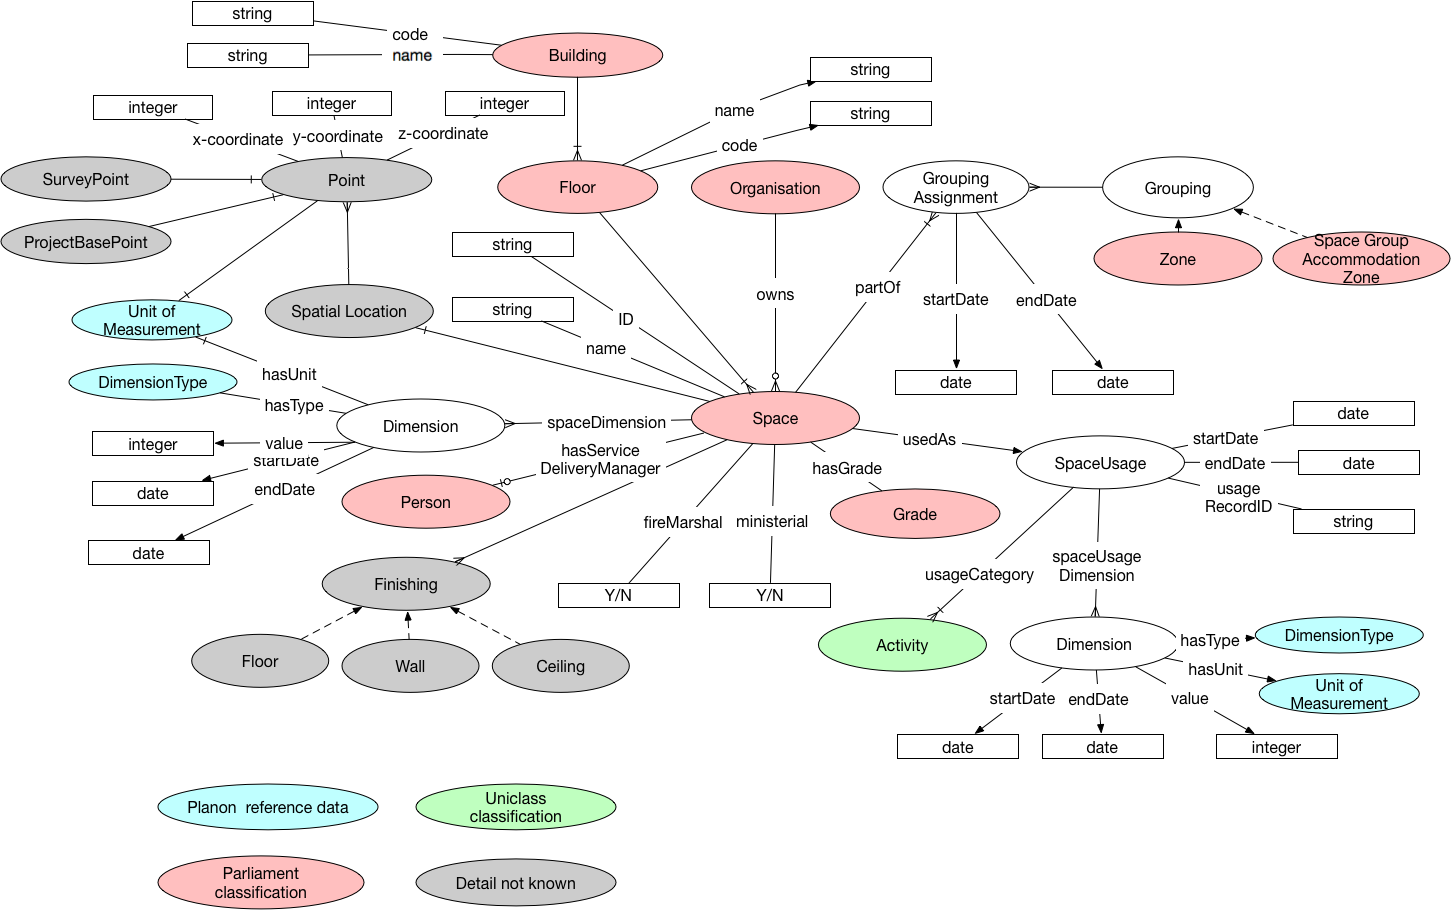 string
code
string
name
Building
string
name
string
code
integer
integer
integer
x-coordinate
y-coordinate
z-coordinate
SurveyPoint
Point
Floor
Organisation
Grouping
Assignment
Grouping
ProjectBasePoint
string
Zone
Space Group
Accommodation
Zone
owns
partOf
startDate
endDate
Unit of
Measurement
Spatial Location
string
ID
name
hasUnit
DimensionType
hasType
date
date
Dimension
spaceDimension
Space
usedAs
SpaceUsage
startDate
date
endDate
date
usage
RecordID
string
integer
value
startDate
date
endDate
date
hasService
DeliveryManager
Person
hasGrade
Grade
fireMarshal
ministerial
Y/N
Y/N
Finishing
Floor
Wall
Ceiling
usageCategory
Activity
spaceUsage
Dimension
Dimension
hasType
DimensionType
hasUnit
Unit of
Measurement
startDate
endDate
value
date
date
integer
Planon  reference data
Uniclass
classification
Parliament
classification
Detail not known